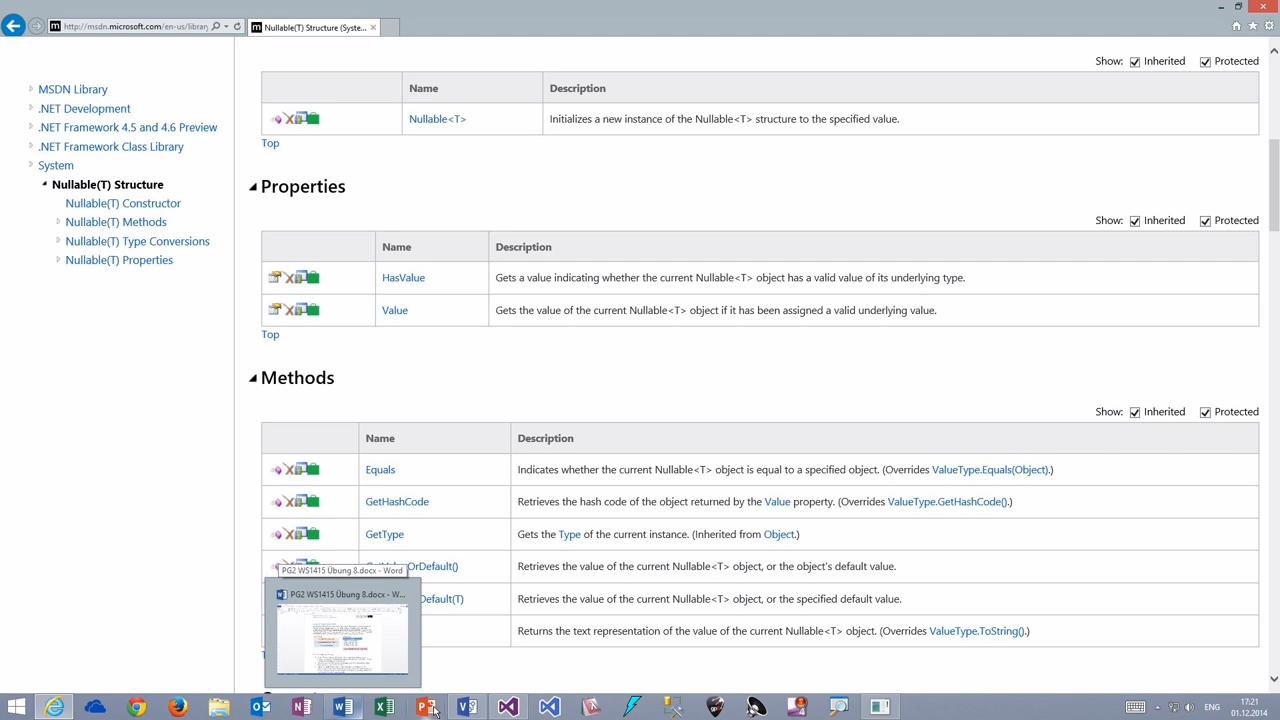 http://msdn.microsoft.com/en-us/library
Nullable(T) Structure (Syste...
MSDN Library
.NET Development
.NET Framework 4.5 and 4.6 Preview
.NET Framework Class Library
System
Nullable(T) Structure
Nullable(T) Constructor
Nullable(T) Methods
Nullable(T) Type Conversions
Nullable(T) Properties
Show: Inherited Protected
Name Description
Nullable<T> Initializes a new instance of the Nullable<T> structure to the specified value.
Top
Properties
Show: Inherited Protected
Name Description
HasValue Gets a value indicating whether the current Nullable<T> object has a valid value of its underlying type.
Value Gets the value of the current Nullable<T> object if it has been assigned a valid underlying value.
Top
Methods
Show: Inherited Protected
Name Description
Equals Indicates whether the current Nullable<T> object is equal to a specified object. (Overrides ValueType.Equals(Object).)
GetHashCode Retrieves the hash code of the object returned by the Value property. (Overrides ValueType.GetHashCode().)
GetType Gets the Type of the current instance. (Inherited from Object.)
OrDefault() Retrieves the value of the current Nullable<T> object, or the object's default value.
PG2 WS1415 Übung 8.docx - Word
PG2 WS1415 Übung 8.docx - W...
Default(T) Retrieves the value of the current Nullable<T> object, or the specified default value.
Returns the text representation of the value of the current Nullable<T> object. (Overrides ValueType.ToString().)
ENG
17:21
01.12.2014